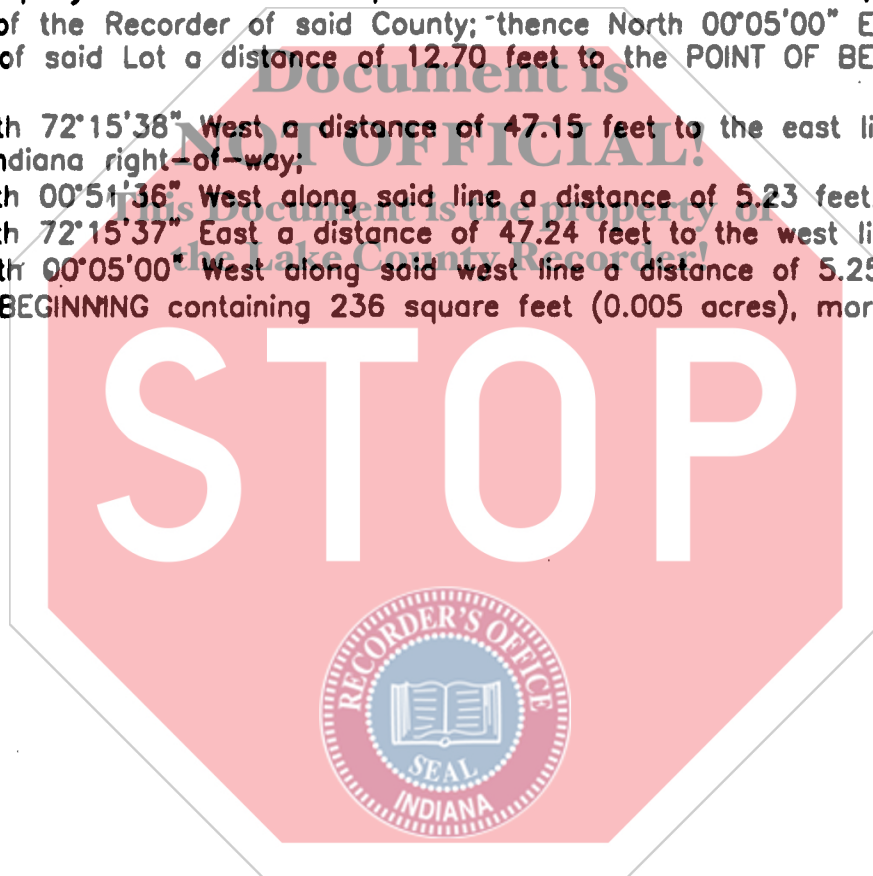 of the Recorder of said County; thence North 00°05'00" E
of said Lot a distance of 12.70 feet to the POINT OF BE
th 72°15'38" West a distance of 47.15 feet to the east li
ndiana right-of-way;
th 00°51'36" West along said line a distance of 5.23 feet
th 72°15'37" East a distance of 47.24 feet to the west li
th 00°05'00" West along said west line a distance of 5.25
BEGINNING containing 236 square feet (0.005 acres), mor
Document is
NOT OFFICIAL!
This Document is the property of
the Lake County Recorder!
STOP
RECORDER'S OFFICE
SEAL
INDIANA